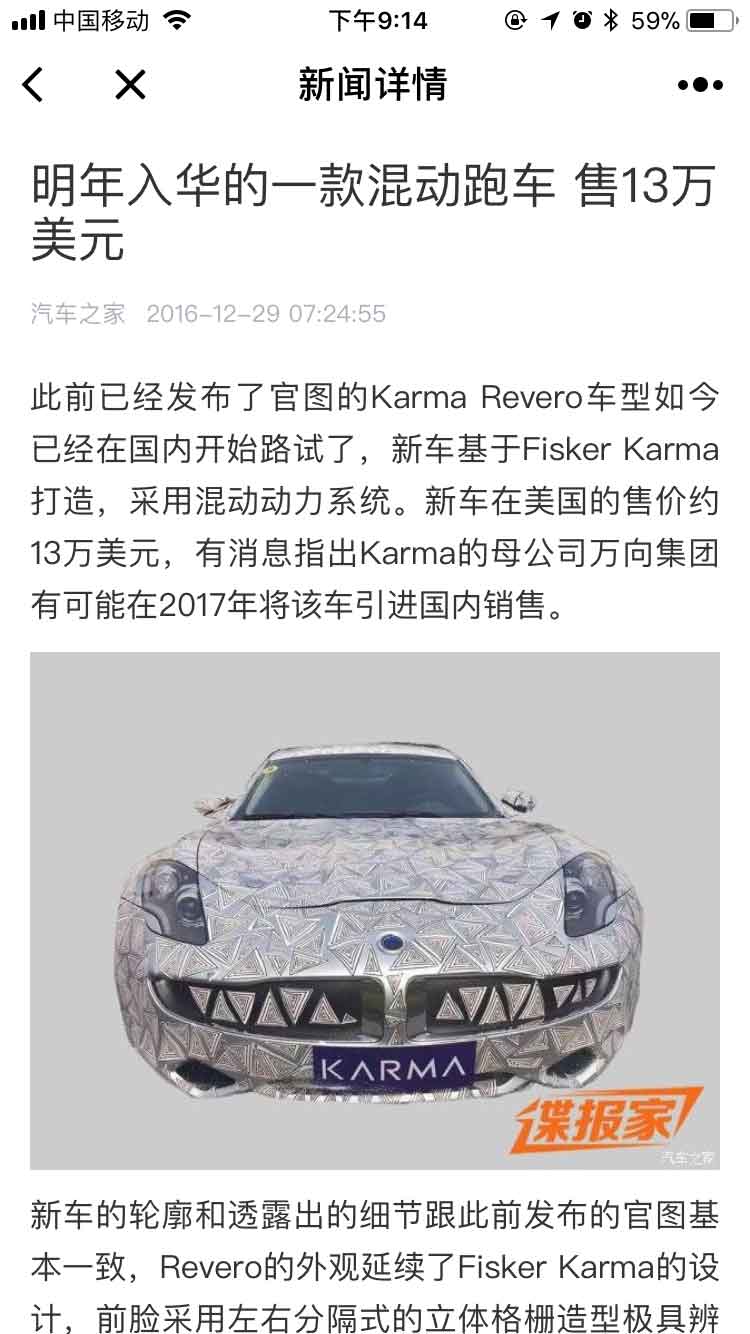 中国移动 下午9:14 59%
新闻详情
明年入华的一款混动跑车 售13万
美元
汽车之家 2016-12-29 07:24:55
此前已经发布了官图的Karma Revero车型如今
已经在国内开始路试了，新车基于Fisker Karma
打造，采用混动动力系统。新车在美国的售价约
13万美元，有消息指出Karma的母公司万向集团
有可能在2017年将该车引进国内销售。
KARMA
谍报家
汽车之家
新车的轮廓和透露出的细节跟此前发布的官图基
本一致，Revero的外观延续了Fisker Karma的设
计，前脸采用左右分隔式的立体格栅造型极具辨